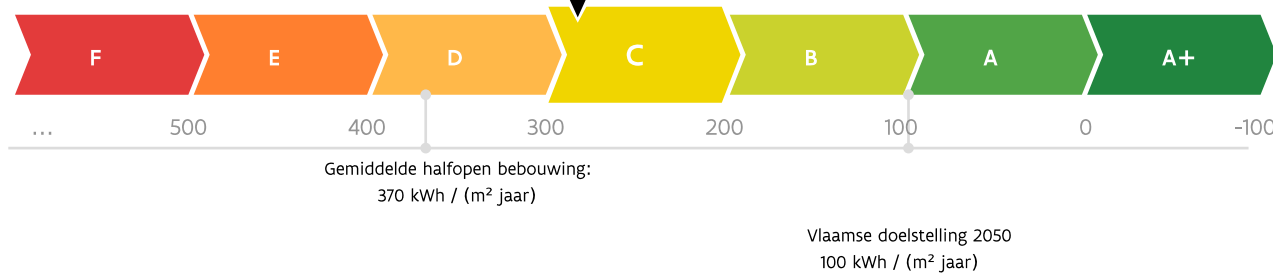 F E D C B A A+
... 500 400 300 200 100 0 -100
Gemiddelde halfopen bebouwing:
370 kWh / (m² jaar)
Vlaamse doelstelling 2050
100 kWh / (m² jaar)